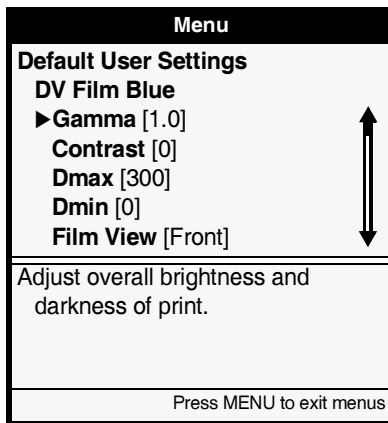 Menu
Default User Settings
DV Film Blue
▶Gamma [1.0]
Contrast [0]
Dmax [300]
Dmin [0]
Film View [Front]
Adjust overall brightness and
darkness of print.
Press MENU to exit menus